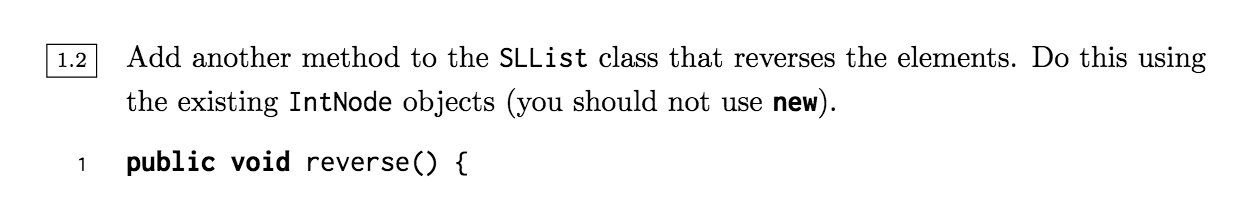 1.2 Add another method to the SLList class that reverses the elements. Do this using
the existing IntNode objects (you should not use new).
1 public void reverse() {